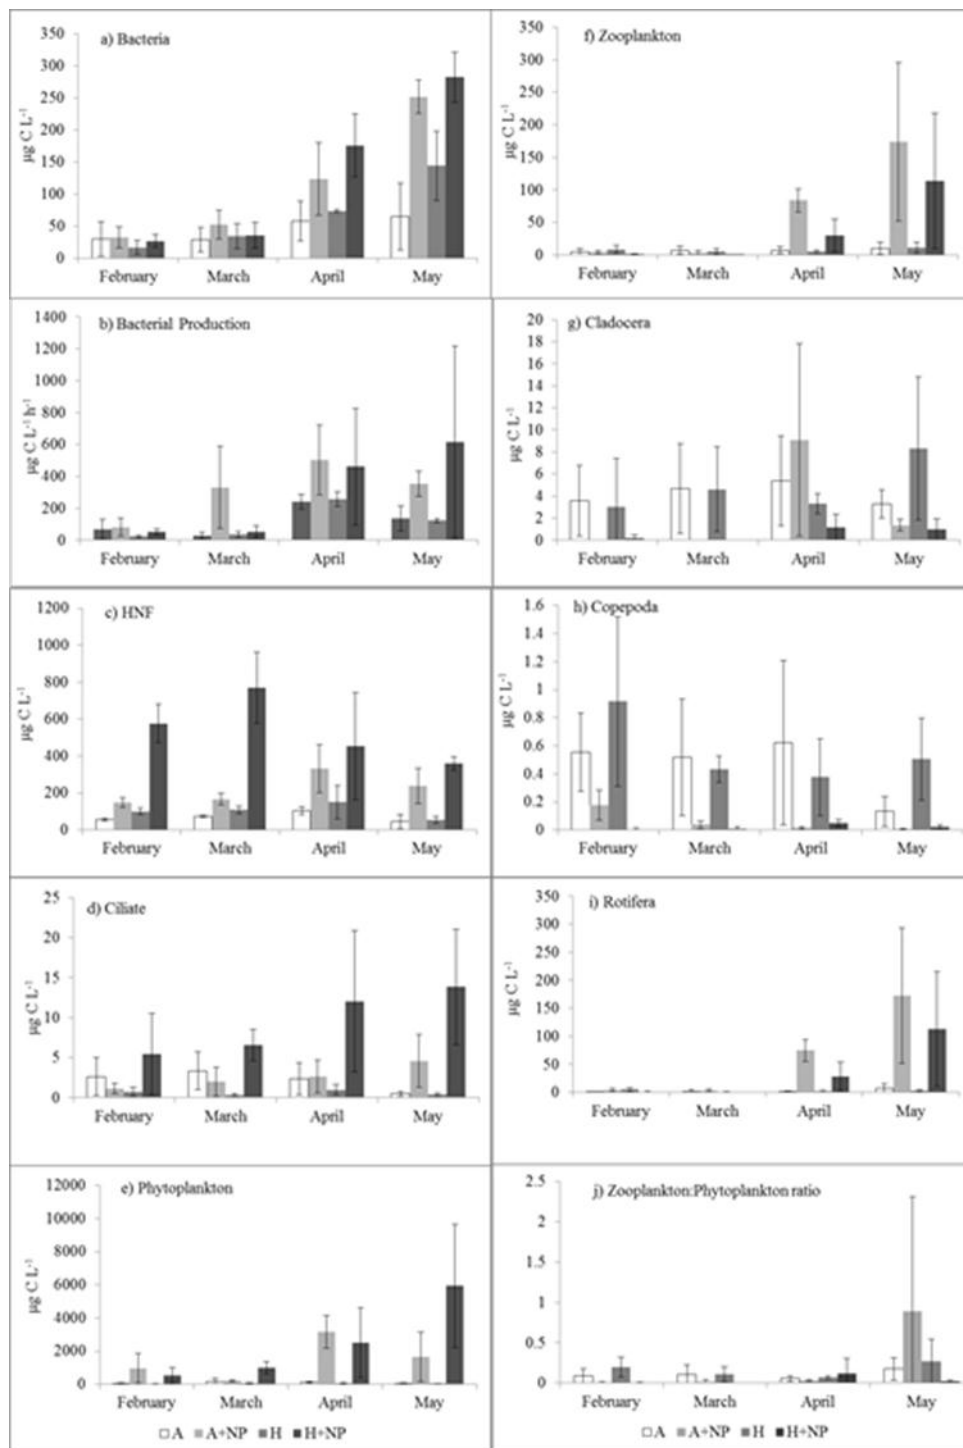 a) Bacteria
µg C L⁻¹
350
300
250
200
150
100
50
0
February March April May
b) Bacterial Production
µg C L⁻¹ h⁻¹
1400
1200
1000
800
600
400
200
0
February March April May
c) HNF
µg C L⁻¹
1200
1000
800
600
400
200
0
February March April May
d) Ciliate
µg C L⁻¹
25
20
15
10
5
0
February March April May
e) Phytoplankton
µg C L⁻¹
12000
10000
8000
6000
4000
2000
0
February March April May
A A+NP H H+NP
f) Zooplankton
µg C L⁻¹
350
300
250
200
150
100
50
0
February March April May
g) Cladocera
µg C L⁻¹
20
18
16
14
12
10
8
6
4
2
0
February March April May
h) Copepoda
µg C L⁻¹
1.6
1.4
1.2
1
0.8
0.6
0.4
0.2
0
February March April May
i) Rotifera
µg C L⁻¹
350
300
250
200
150
100
50
0
February March April May
j) Zooplankton:Phytoplankton ratio
2.5
2
1.5
1
0.5
0
February March April May
A A+NP H H+NP